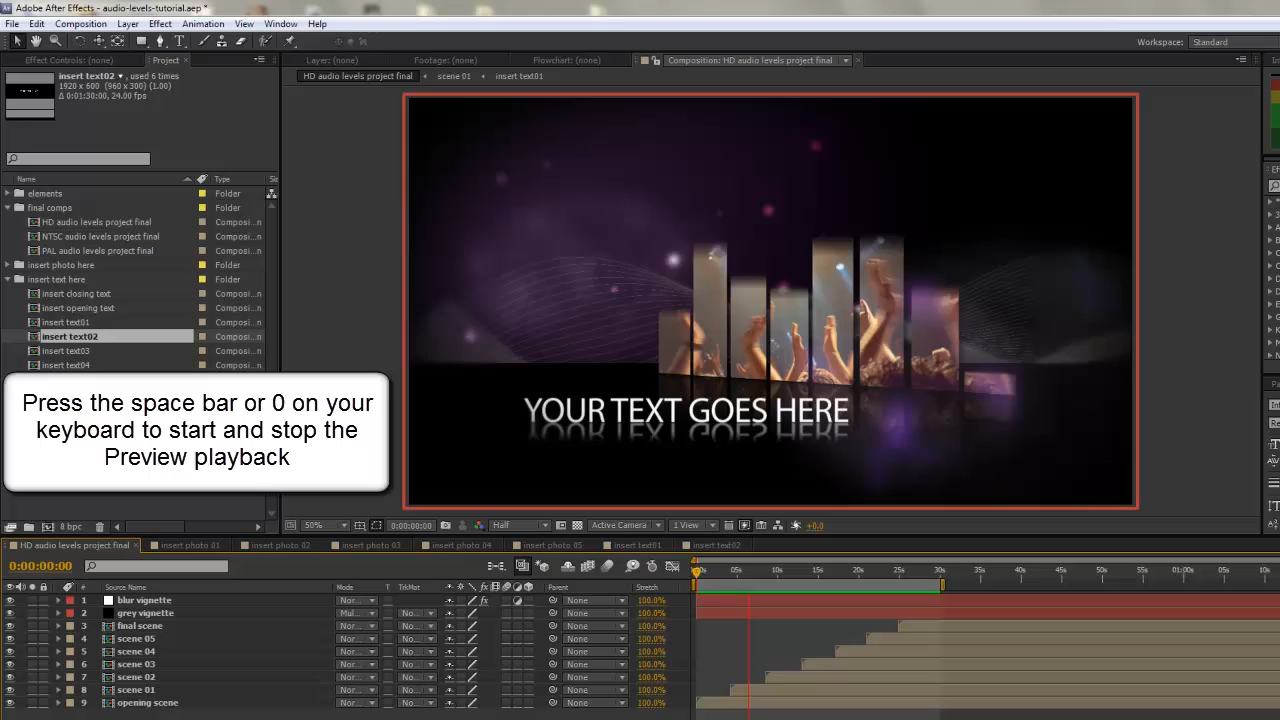 Adobe After Effects - audio-levels-tutorial.aep *
File Edit Composition Layer Effect Animation View Window Help
Workspace: Standard
Effect Controls: (none) Project
Layer: (none) Footage: (none) Flowchart: (none) Composition: HD audio levels project final
insert text02 ▾, used 6 times
1920 x 600 (960 x 300) (1.00)
Δ 0:01:30:00, 24.00 fps
HD audio levels project final scene 01 insert text01
Name Type Siz
elements Folder
final comps Folder
HD audio levels project final Composi...n
NTSC audio levels project final Composi...n
PAL audio levels project final Composi...n
insert photo here Folder
insert text here Folder
insert closing text Composi...n
insert opening text Composi...n
insert text01 Composi...n
insert text02 Composi...n
insert text03 Composi...n
insert text04 Composi...n
Press the space bar or 0 on your
keyboard to start and stop the
Preview playback
YOUR TEXT GOES HERE
8 bpc
50% 0:00:00:00 Half Active Camera 1 View +0.0
HD audio levels project final insert photo 01 insert photo 02 insert photo 03 insert photo 04 insert photo 05 insert text01 insert text02
0:00:00:00
05s 10s 15s 20s 25s 30s 35s 40s 45s 50s 55s 01:00s 05s 10s
# Source Name Mode T TrkMat fx Parent Stretch
1 blur vignette Nor... fx None 100.0%
2 grey vignette Mul... No... None 100.0%
3 final scene Nor... No... None 100.0%
4 scene 05 Nor... No... None 100.0%
5 scene 04 Nor... No... None 100.0%
6 scene 03 Nor... No... None 100.0%
7 scene 02 Nor... No... None 100.0%
8 scene 01 Nor... No... None 100.0%
9 opening scene Nor... No... None 100.0%